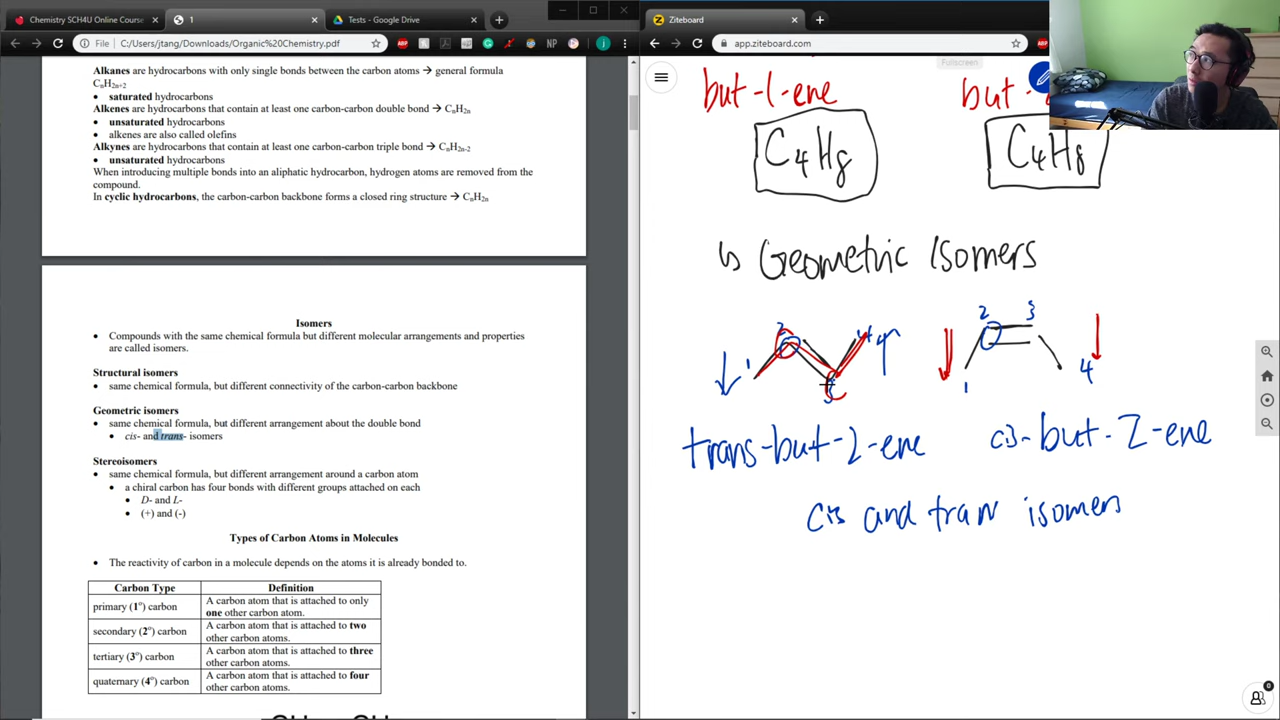 Chemistry SCH4U Online Course
1
Tests - Google Drive
File
C:/Users/jtang/Downloads/Organic%20Chemistry.pdf
Alkanes are hydrocarbons with only single bonds between the carbon atoms → general formula
CnH2n+2
• saturated hydrocarbons
Alkenes are hydrocarbons that contain at least one carbon-carbon double bond → CnH2n
• unsaturated hydrocarbons
• alkenes are also called olefins
Alkynes are hydrocarbons that contain at least one carbon-carbon triple bond → CnH2n-2
• unsaturated hydrocarbons
When introducing multiple bonds into an aliphatic hydrocarbon, hydrogen atoms are removed from the
compound.
In cyclic hydrocarbons, the carbon-carbon backbone forms a closed ring structure → CnH2n
Isomers
• Compounds with the same chemical formula but different molecular arrangements and properties
are called isomers.
Structural isomers
• same chemical formula, but different connectivity of the carbon-carbon backbone
Geometric isomers
• same chemical formula, but different arrangement about the double bond
• cis- and trans- isomers
Stereoisomers
• same chemical formula, but different arrangement around a carbon atom
• a chiral carbon has four bonds with different groups attached on each
• D- and L-
• (+) and (-)
Types of Carbon Atoms in Molecules
• The reactivity of carbon in a molecule depends on the atoms it is already bonded to.
Carbon Type Definition
primary (1°) carbon A carbon atom that is attached to only
one other carbon atom.
secondary (2°) carbon A carbon atom that is attached to two
other carbon atoms.
tertiary (3°) carbon A carbon atom that is attached to three
other carbon atoms.
quaternary (4°) carbon A carbon atom that is attached to four
other carbon atoms.
Ziteboard
app.ziteboard.com
Fullscreen
but-1-ene but-
C4H8 C4H8
↳ Geometric Isomers
1 2 3 4
1 2 3 4
trans-but-2-ene cis-but-2-ene
cis and tran isomers
0